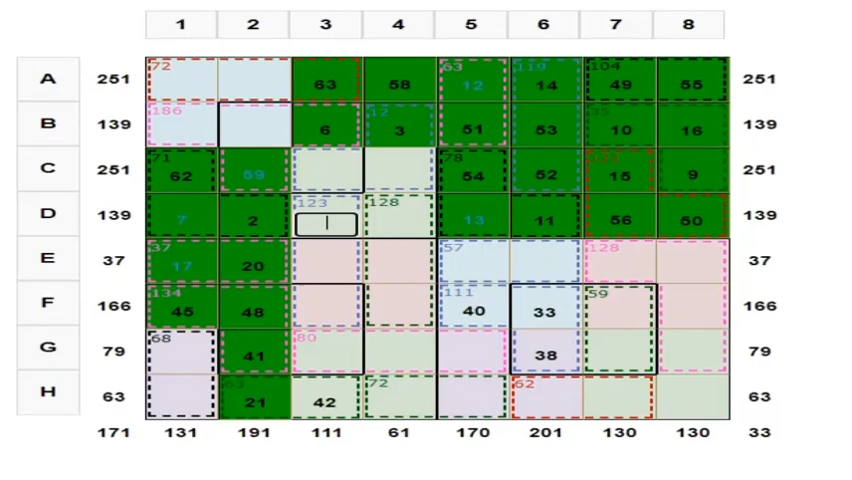 1 2 3 4 5 6 7 8
A 251 72 63 58 63 12 119 14 104 49 55 251
B 139 186 6 12 3 51 53 35 10 16 139
C 251 71 62 59 78 54 52 131 15 9 251
D 139 7 2 123 128 13 11 56 50 139
E 37 37 17 20 57 128 37
F 166 134 45 48 111 40 33 59 166
G 79 68 41 80 38 79
H 63 63 21 42 72 62 63
171 131 191 111 61 170 201 130 130 33